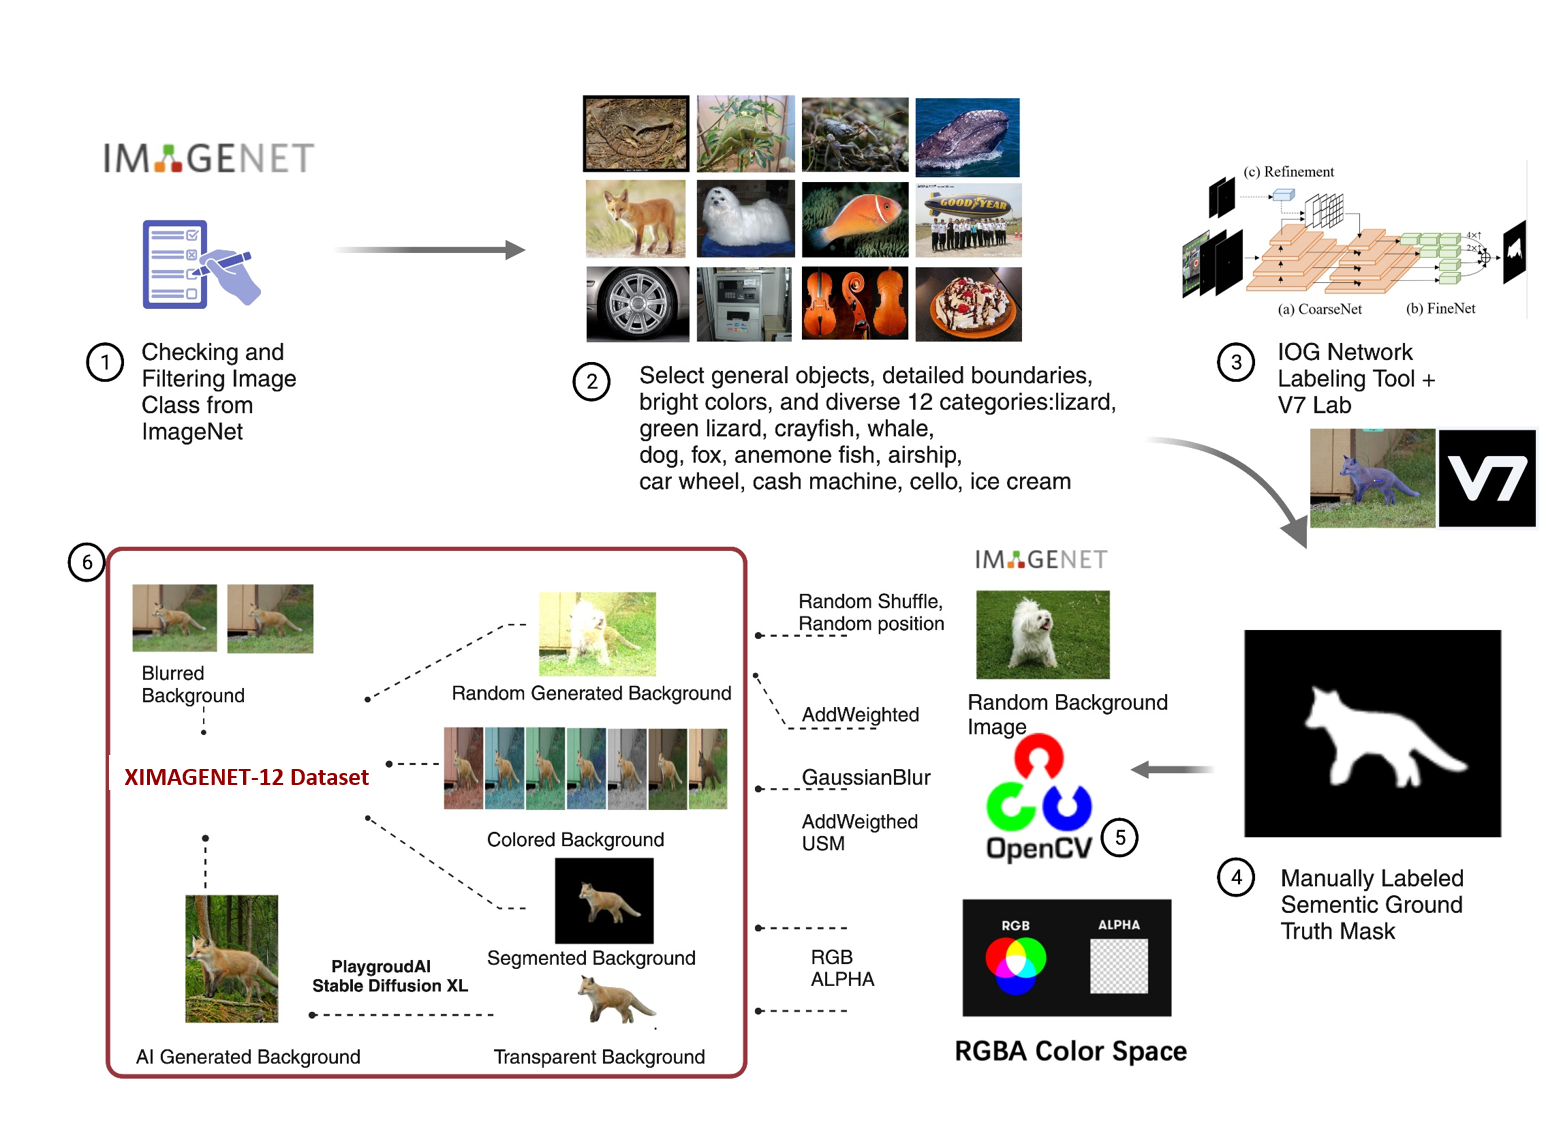 IMAGENET
1
Checking and
Filtering Image
Class from
ImageNet
GOODYEAR
2
Select general objects, detailed boundaries,
bright colors, and diverse 12 categories:lizard,
green lizard, crayfish, whale,
dog, fox, anemone fish, airship,
car wheel, cash machine, cello, ice cream
(c) Refinement
4×↑
2×↑
(a) CoarseNet
(b) FineNet
3
IOG Network
Labeling Tool +
V7 Lab
V7
4
Manually Labeled
Sementic Ground
Truth Mask
IMAGENET
Random Background
Image
OpenCV
5
RGB
ALPHA
RGBA Color Space
Random Shuffle,
Random position
AddWeighted
GaussianBlur
AddWeigthed
USM
RGB
ALPHA
6
Blurred
Background
Random Generated Background
XIMAGENET-12 Dataset
Colored Background
Segmented Background
PlaygroudAI
Stable Diffusion XL
AI Generated Background
Transparent Background